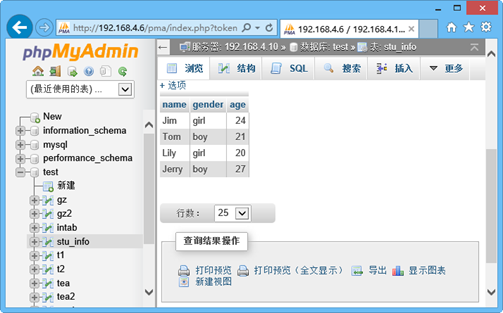 http://192.168.4.6/pma/index.php?token
192.168.4.6 / 192.168.4.1...
phpMyAdmin
(最近使用的表) ...
New
information_schema
mysql
performance_schema
test
新建
gz
gz2
intab
stu_info
t1
t2
tea
tea2
服务器: 192.168.4.10 » 数据库: test » 表: stu_info
浏览 结构 SQL 搜索 插入 更多
+ 选项
name gender age
Jim girl 24
Tom boy 21
Lily girl 20
Jerry boy 27
行数: 25
查询结果操作
打印预览 打印预览 (全文显示) 导出 显示图表
新建视图